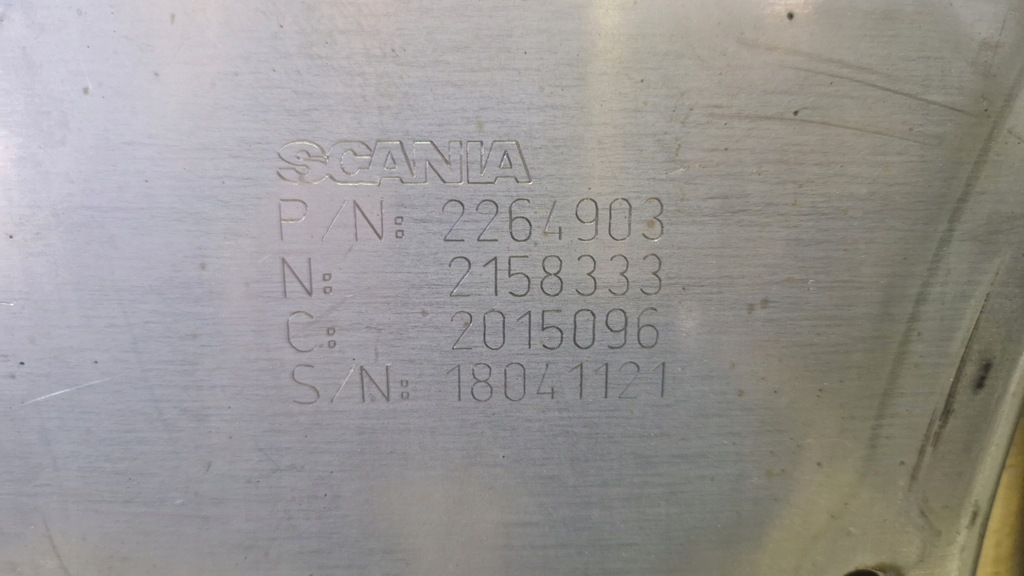 SCANIA
P/N: 2264903
N: 2158333
C: 2015096
S/N: 18041121